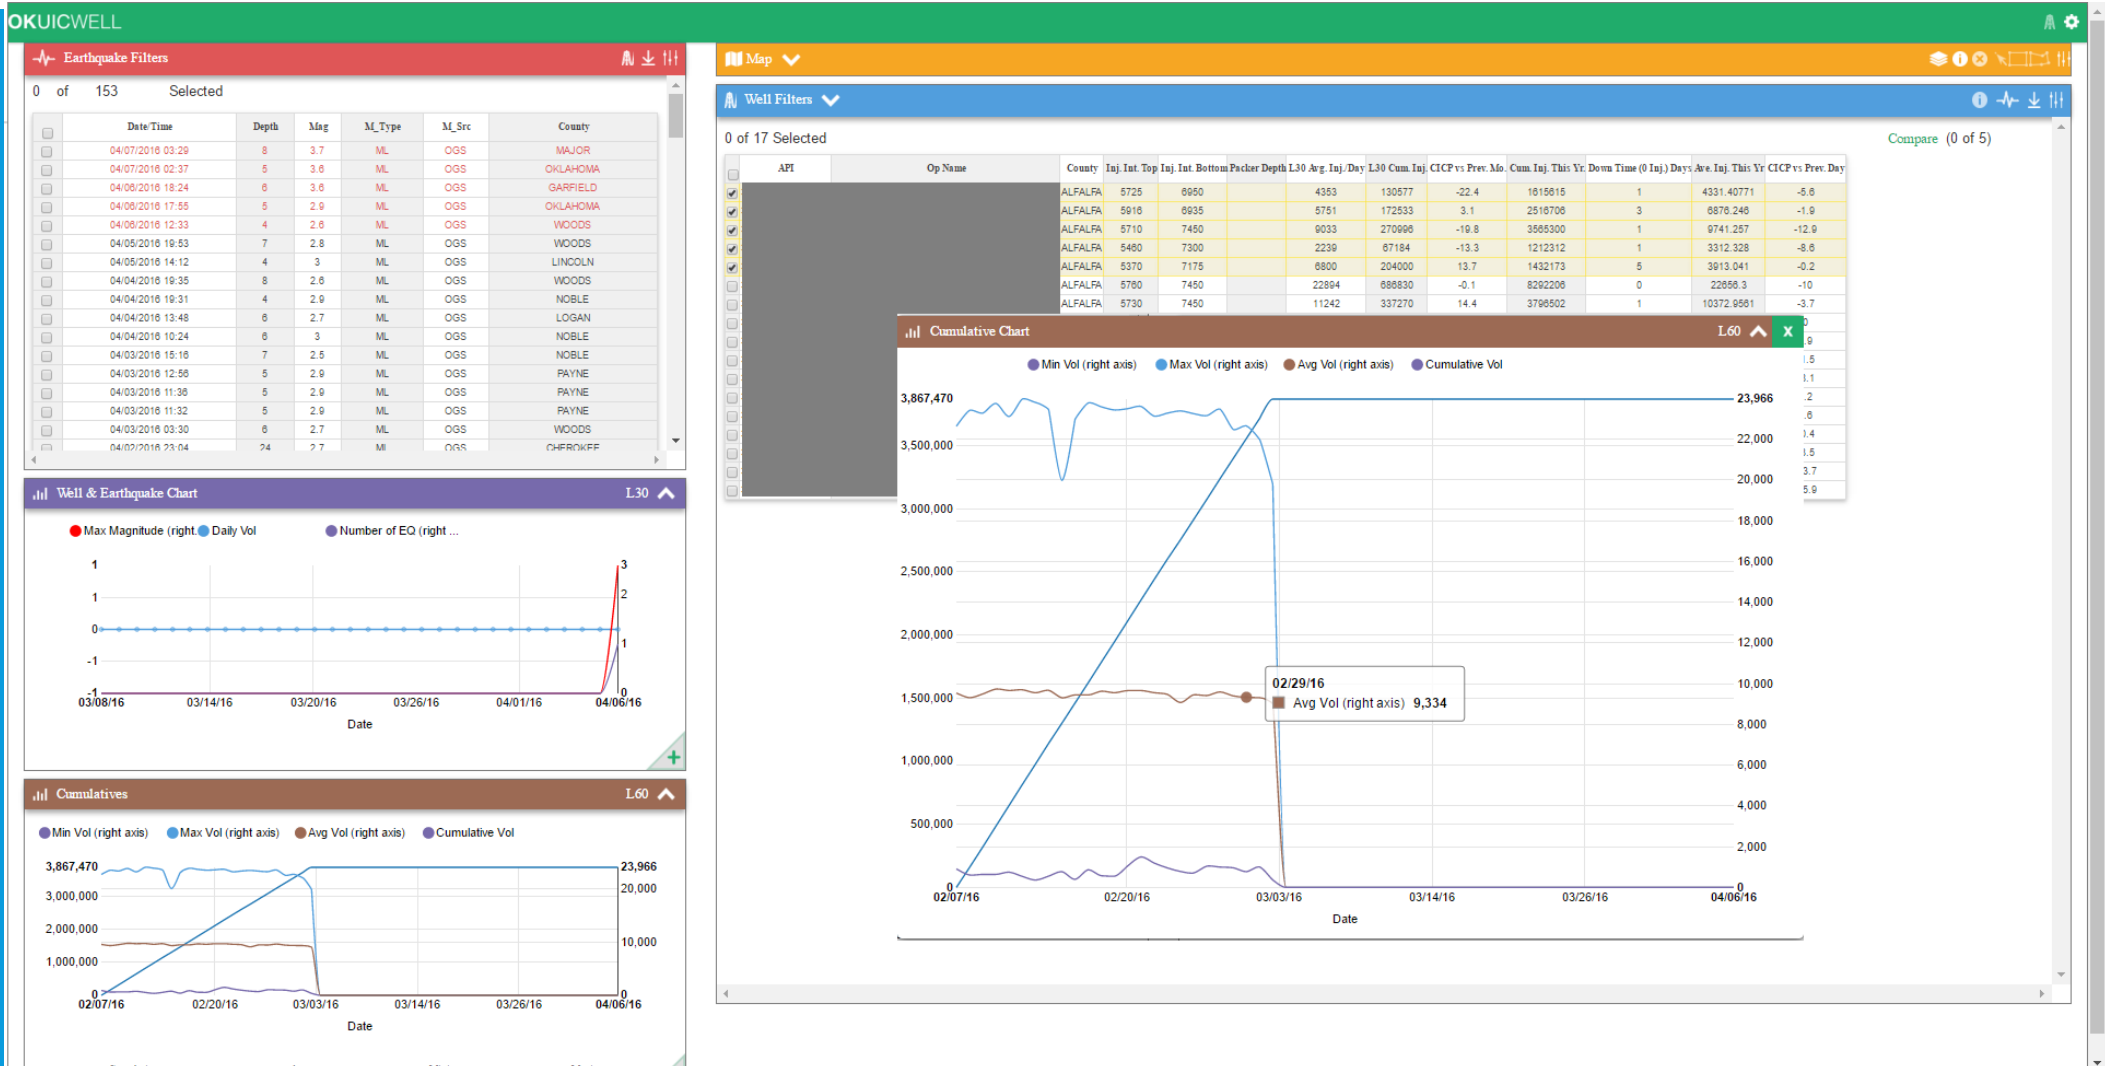 OKUICWELL
Earthquake Filters
0 of 153 Selected
Date/Time Depth Mag M_Type M_Src County
04/07/2016 03:29 8 3.7 ML OGS MAJOR
04/07/2016 02:37 5 3.6 ML OGS OKLAHOMA
04/06/2016 18:24 6 3.6 ML OGS GARFIELD
04/06/2016 17:55 5 2.9 ML OGS OKLAHOMA
04/06/2016 12:33 4 2.6 ML OGS WOODS
04/05/2016 19:53 7 2.8 ML OGS WOODS
04/05/2016 14:12 4 3 ML OGS LINCOLN
04/04/2016 19:35 8 2.6 ML OGS WOODS
04/04/2016 19:31 4 2.9 ML OGS NOBLE
04/04/2016 13:48 6 2.7 ML OGS LOGAN
04/04/2016 10:24 6 3 ML OGS NOBLE
04/03/2016 15:16 7 2.5 ML OGS NOBLE
04/03/2016 12:56 5 2.9 ML OGS PAYNE
04/03/2016 11:36 5 2.9 ML OGS PAYNE
04/03/2016 11:32 5 2.9 ML OGS PAYNE
04/03/2016 03:30 6 2.7 ML OGS WOODS
04/02/2016 23:04 24 2.7 ML OGS CHEROKEE
Well & Earthquake Chart L30
Max Magnitude (right. Daily Vol Number of EQ (right ...
1 3
1 2
0
-1 1
-1 0
03/08/16 03/14/16 03/20/16 03/26/16 04/01/16 04/06/16
Date
+
Cumulatives L60
Min Vol (right axis) Max Vol (right axis) Avg Vol (right axis) Cumulative Vol
3,867,470 23,966
3,000,000 20,000
2,000,000 10,000
1,000,000
0 0
02/07/16 02/20/16 03/03/16 03/14/16 03/26/16 04/06/16
Date
Map
Well Filters
0 of 17 Selected Compare (0 of 5)
API Op Name County Inj. Int. Top Inj. Int. Bottom Packer Depth L30 Avg. Inj./Day L30 Cum. Inj. CICP vs Prev. Mo. Cum. Inj. This Yr. Down Time (0 Inj.) Days Ave. Inj. This Yr CICP vs Prev. Day
ALFALFA 5725 6950 4353 130577 -22.4 1615615 1 4331.40771 -5.6
ALFALFA 5916 6935 5751 172533 3.1 2516706 3 6876.246 -1.9
ALFALFA 5710 7450 9033 270996 -19.8 3565300 1 9741.257 -12.9
ALFALFA 5460 7300 2239 67184 -13.3 1212312 1 3312.328 -8.6
ALFALFA 5370 7175 6800 204000 13.7 1432173 5 3913.041 -0.2
ALFALFA 5760 7450 22894 686830 -0.1 8292206 0 22656.3 -10
ALFALFA 5730 7450 11242 337270 14.4 3796502 1 10372.9561 -3.7
Cumulative Chart L60 X
Min Vol (right axis) Max Vol (right axis) Avg Vol (right axis) Cumulative Vol
3,867,470 23,966
3,500,000 22,000
20,000
3,000,000 18,000
2,500,000 16,000
14,000
2,000,000 12,000
02/29/16
1,500,000 10,000
Avg Vol (right axis) 9,334
8,000
1,000,000 6,000
4,000
500,000 2,000
0 0
02/07/16 02/20/16 03/03/16 03/14/16 03/26/16 04/06/16
Date